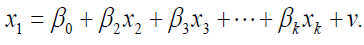 x₁ = β₀ + β₂x₂ + β₃x₃ + ⋯ + βₖxₖ + v.